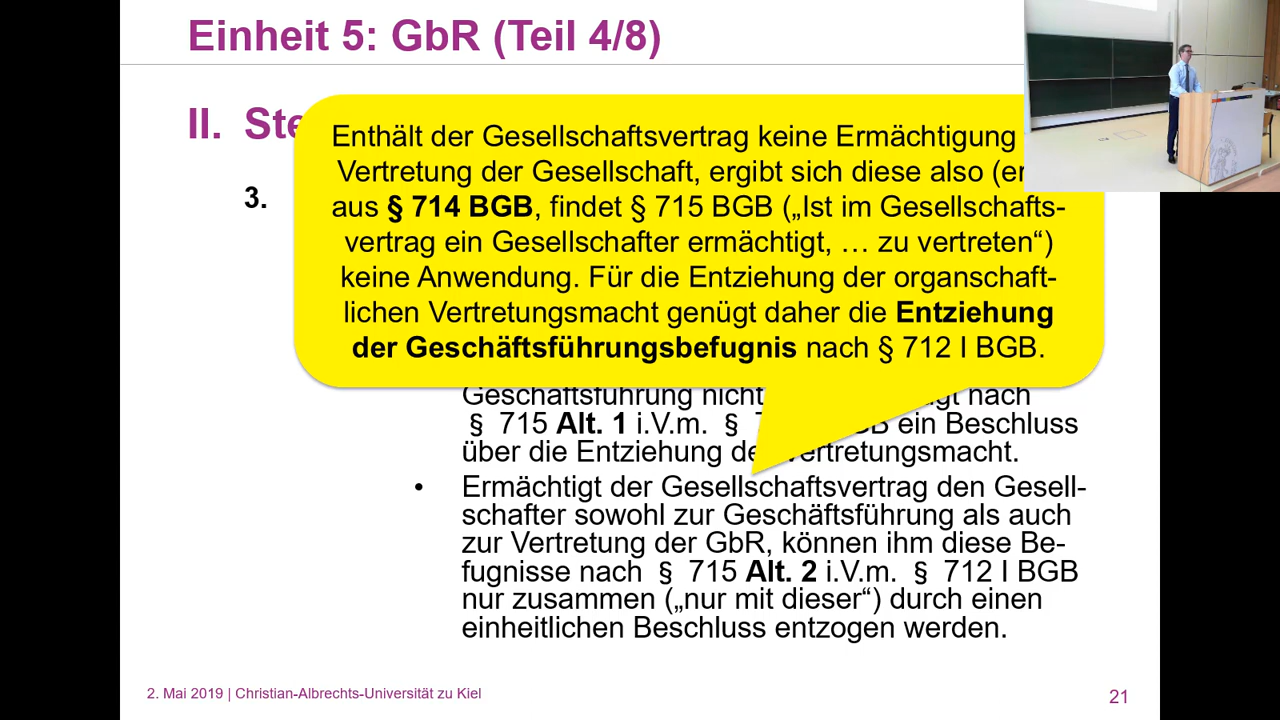 Einheit 5: GbR (Teil 4/8)
II. Ste
3.
Enthält der Gesellschaftsvertrag keine Ermächtigung
Vertretung der Gesellschaft, ergibt sich diese also (er
aus § 714 BGB, findet § 715 BGB („Ist im Gesellschafts-
vertrag ein Gesellschafter ermächtigt, … zu vertreten“)
keine Anwendung. Für die Entziehung der organschaft-
lichen Vertretungsmacht genügt daher die Entziehung
der Geschäftsführungsbefugnis nach § 712 I BGB.
Geschäftsführung nicht gt nach
§ 715 Alt. 1 i.V.m. § ein Beschluss
über die Entziehung der Vertretungsmacht.
• Ermächtigt der Gesellschaftsvertrag den Gesell-
schafter sowohl zur Geschäftsführung als auch
zur Vertretung der GbR, können ihm diese Be-
fugnisse nach § 715 Alt. 2 i.V.m. § 712 I BGB
nur zusammen („nur mit dieser“) durch einen
einheitlichen Beschluss entzogen werden.
2. Mai 2019 | Christian-Albrechts-Universität zu Kiel
21